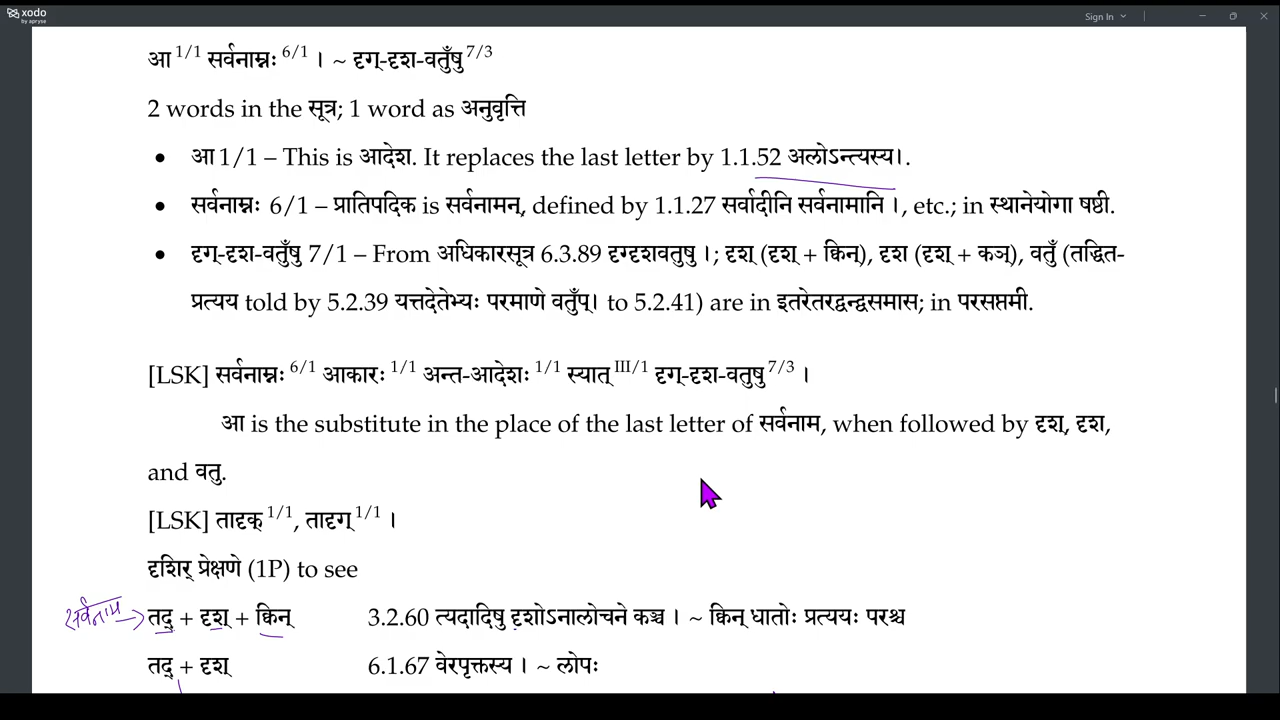 xodo
by apryse
Sign In
आ 1/1 सर्वनाम्नः 6/1 । ~ दृग्-दृश-वतुँषु 7/3
2 words in the सूत्र; 1 word as अनुवृत्ति
• आ 1/1 – This is आदेश. It replaces the last letter by 1.1.52 अलोऽन्त्यस्य।.
• सर्वनाम्नः 6/1 – प्रातिपदिक is सर्वनामन्, defined by 1.1.27 सर्वादीनि सर्वनामानि ।, etc.; in स्थानेयोगा षष्ठी.
• दृग्-दृश-वतुँषु 7/1 – From अधिकारसूत्र 6.3.89 दृग्दृशवतुषु ।; दृश् (दृश् + क्विन्), दृश (दृश् + कञ्), वतुँ (तद्धित-
प्रत्यय told by 5.2.39 यत्तदेतेभ्यः परमाणे वतुँप्। to 5.2.41) are in इतरेतरद्वन्द्वसमास; in परसप्तमी.
[LSK] सर्वनाम्नः 6/1 आकारः 1/1 अन्त-आदेशः 1/1 स्यात् III/1 दृग्-दृश-वतुषु 7/3 ।
आ is the substitute in the place of the last letter of सर्वनाम, when followed by दृश्, दृश,
and वतु.
[LSK] तादृक् 1/1, तादृग् 1/1 ।
दृशिर् प्रेक्षणे (1P) to see
सर्वनाम तद् + दृश् + क्विन् 3.2.60 त्यदादिषु दृशोऽनालोचने कञ्च । ~ क्विन् धातोः प्रत्ययः परश्च
तद् + दृश् 6.1.67 वेरपृक्तस्य । ~ लोपः